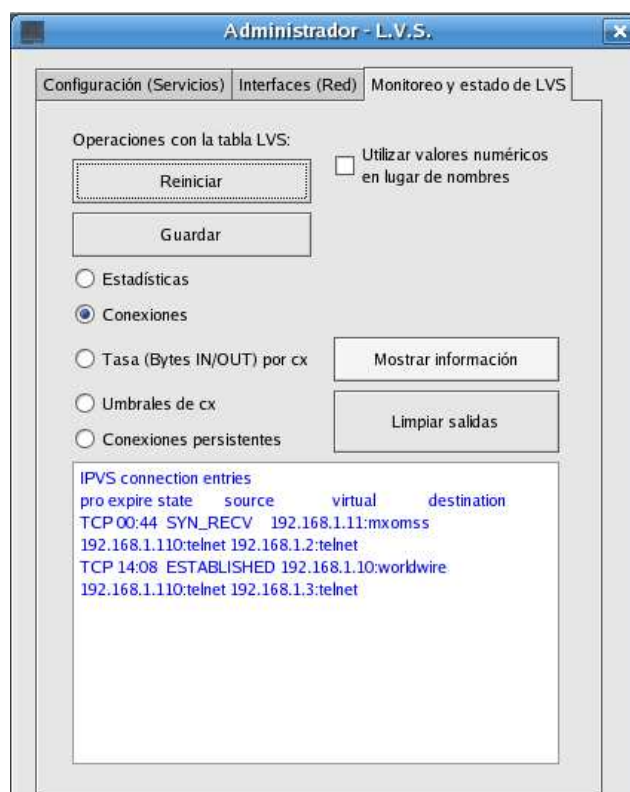 Administrador - L.V.S.
Configuración (Servicios) Interfaces (Red) Monitoreo y estado de LVS
Operaciones con la tabla LVS:
Reiniciar
Utilizar valores numéricos
en lugar de nombres
Guardar
Estadísticas
Conexiones
Tasa (Bytes IN/OUT) por cx
Mostrar información
Umbrales de cx
Limpiar salidas
Conexiones persistentes
IPVS connection entries
pro expire state source virtual destination
TCP 00:44 SYN_RECV 192.168.1.11:mxomss
192.168.1.110:telnet 192.168.1.2:telnet
TCP 14:08 ESTABLISHED 192.168.1.10:worldwire
192.168.1.110:telnet 192.168.1.3:telnet